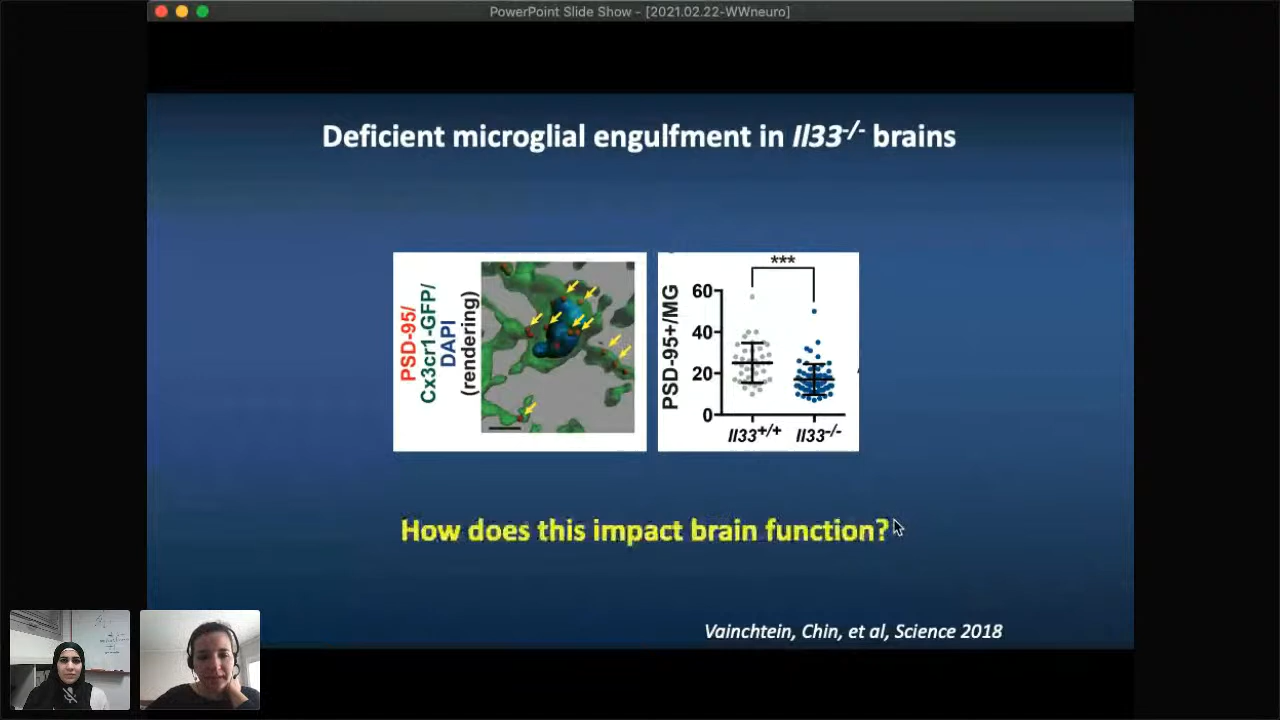 PowerPoint Slide Show - [2021.02.22-WWneuro]
Deficient microglial engulfment in Il33-/- brains
PSD-95/
Cx3cr1-GFP/
DAPI
(rendering)
PSD-95+/MG
***
60
40
20
0
Il33+/+ Il33-/-
How does this impact brain function?
Vainchtein, Chin, et al, Science 2018